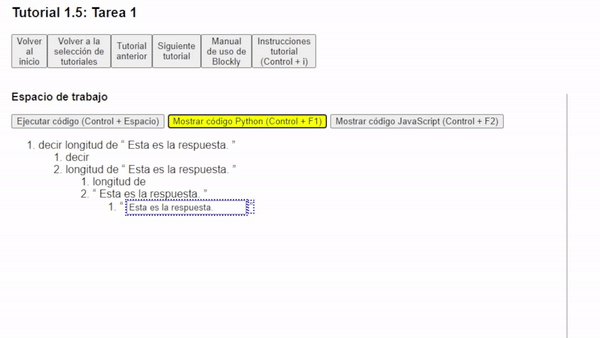 Tutorial 1.5: Tarea 1
Volver al inicio
Volver a la selección de tutoriales
Tutorial anterior
Siguiente tutorial
Manual de uso de Blockly
Instrucciones tutorial (Control + i)
Espacio de trabajo
Ejecutar código (Control + Espacio)
Mostrar código Python (Control + F1)
Mostrar código JavaScript (Control + F2)
1. decir longitud de " Esta es la respuesta. "
1. decir
2. longitud de " Esta es la respuesta. "
1. longitud de
2. " Esta es la respuesta. "
1. " Esta es la respuesta. "